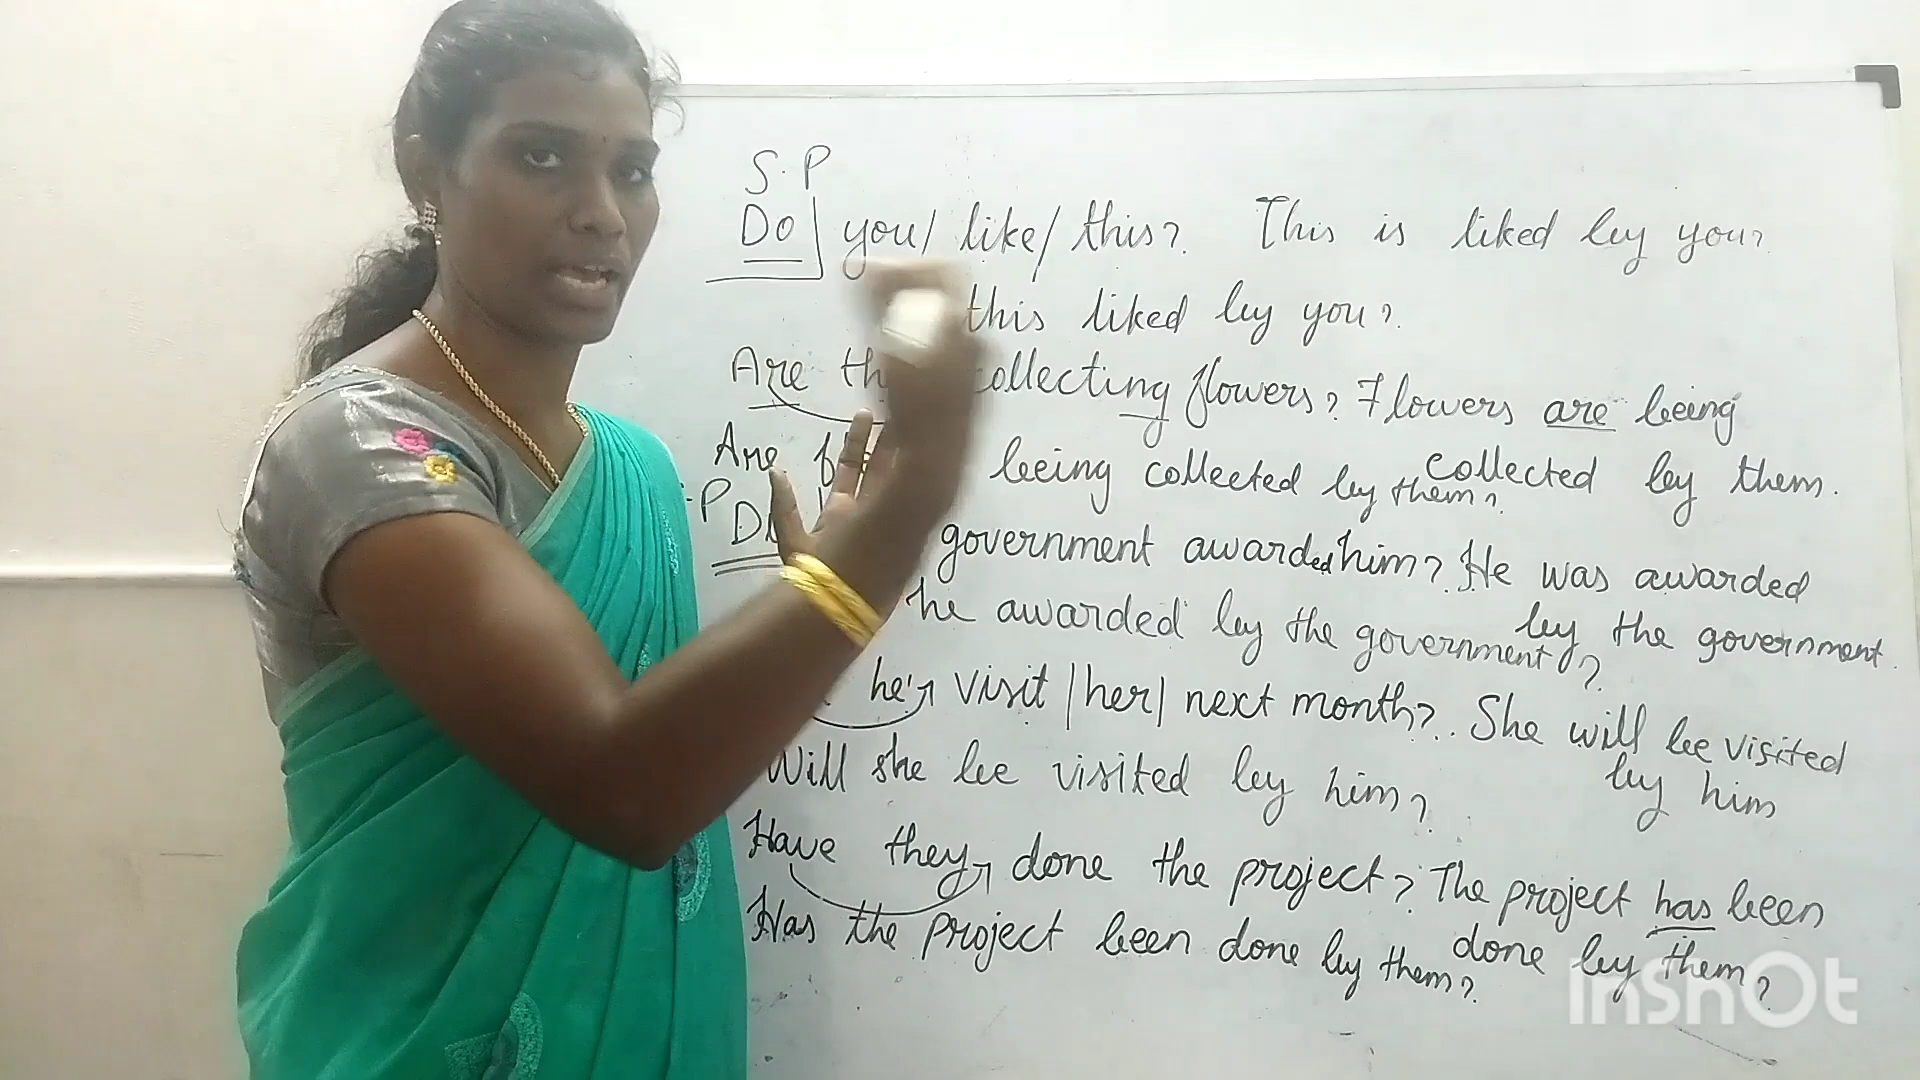 S.P
Do you/ like/ this? This is liked by you?
this liked by you?
Are collecting flowers? Flowers are being
Are being collected by them? collected by them.
P
government awarded him? He was awarded
he awarded by the government? by the government.
he visit |her| next month? She will be visited
Will she be visited by him? by him
Have they done the project? The project has been
Has the project been done by them? done by them?
INSHOT